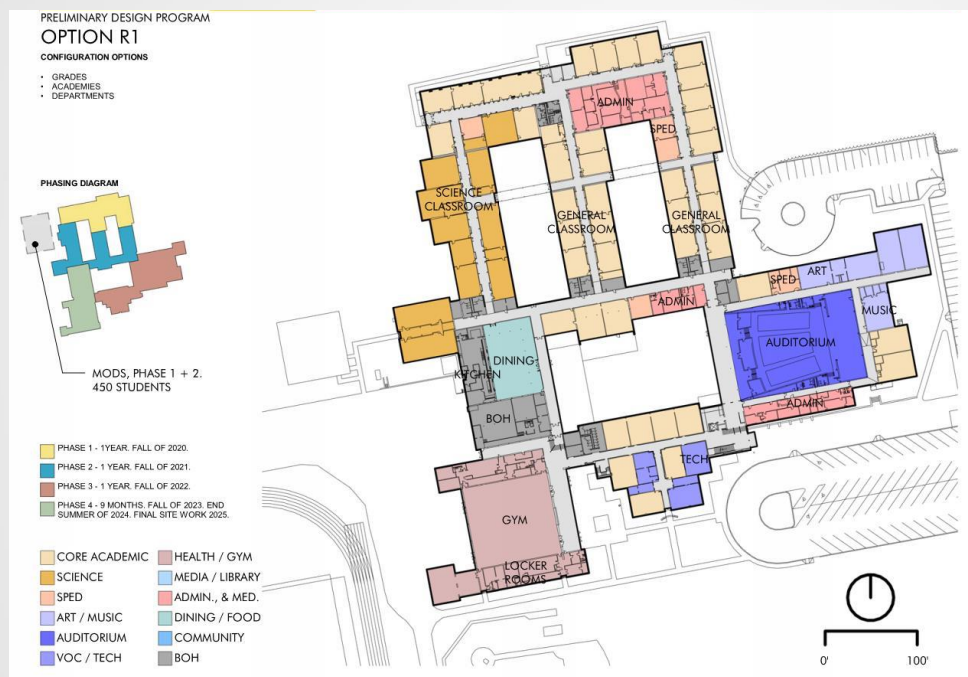 PRELIMINARY DESIGN PROGRAM
OPTION R1
CONFIGURATION OPTIONS
• GRADES
• ACADEMIES
• DEPARTMENTS
PHASING DIAGRAM
MODS, PHASE 1 + 2.
450 STUDENTS
PHASE 1 - 1YEAR. FALL OF 2020.
PHASE 2 - 1 YEAR. FALL OF 2021.
PHASE 3 - 1 YEAR. FALL OF 2022.
PHASE 4 - 9 MONTHS. FALL OF 2023. END
SUMMER OF 2024. FINAL SITE WORK 2025.
CORE ACADEMIC
SCIENCE
SPED
ART / MUSIC
AUDITORIUM
VOC / TECH
HEALTH / GYM
MEDIA / LIBRARY
ADMIN., & MED.
DINING / FOOD
COMMUNITY
BOH
ADMIN
SPED
SCIENCE
CLASSROOM
GENERAL
CLASSROOM
GENERAL
CLASSROOM
SPED
ART
ADMIN
MUSIC
AUDITORIUM
DINING
KITCHEN
ADMIN
BOH
TECH
GYM
LOCKER
ROOMS
0'
100'